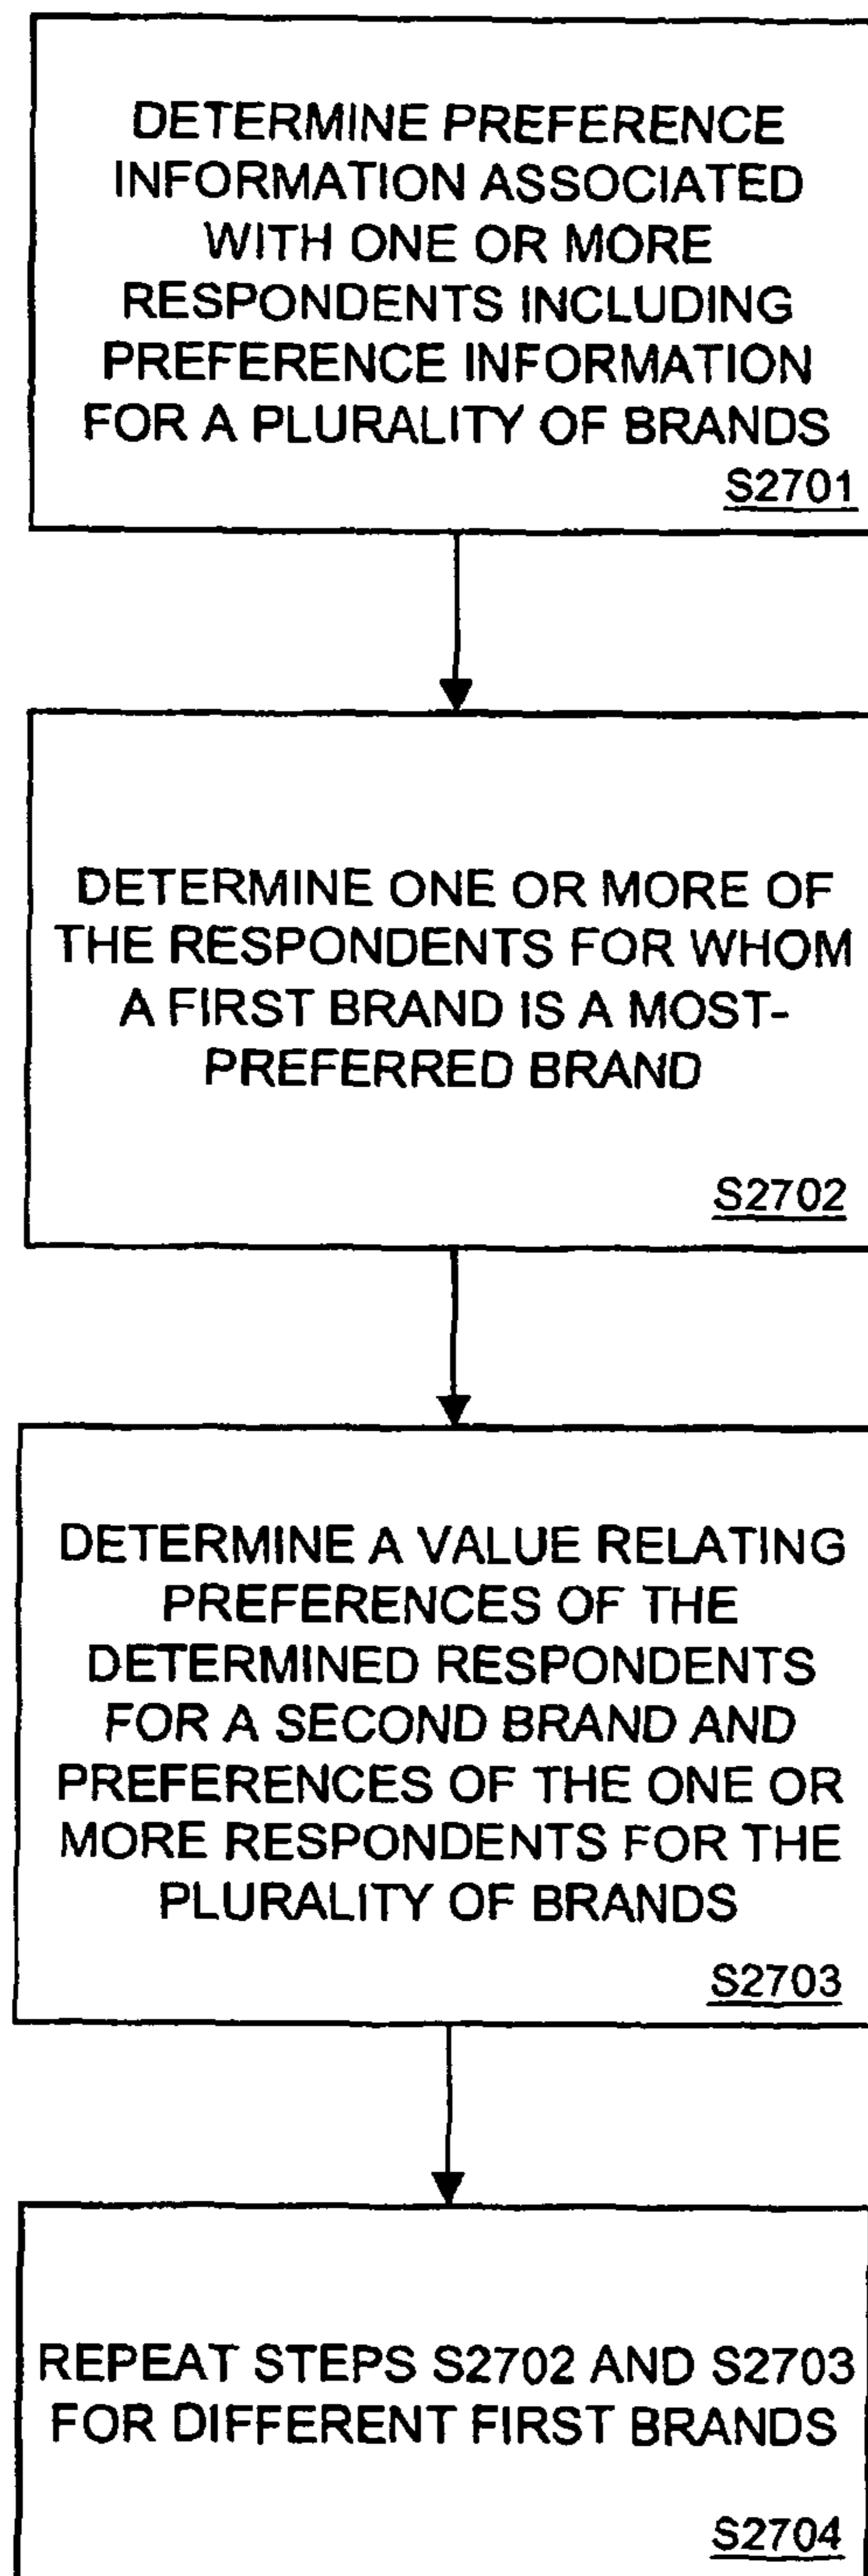 DETERMINE PREFERENCE
INFORMATION ASSOCIATED
WITH ONE OR MORE
RESPONDENTS INCLUDING
PREFERENCE INFORMATION
FOR A PLURALITY OF BRANDS
S2701
DETERMINE ONE OR MORE OF
THE RESPONDENTS FOR WHOM
A FIRST BRAND IS A MOST-
PREFERRED BRAND
S2702
DETERMINE A VALUE RELATING
PREFERENCES OF THE
DETERMINED RESPONDENTS
FOR A SECOND BRAND AND
PREFERENCES OF THE ONE OR
MORE RESPONDENTS FOR THE
PLURALITY OF BRANDS
S2703
REPEAT STEPS S2702 AND S2703
FOR DIFFERENT FIRST BRANDS
S2704